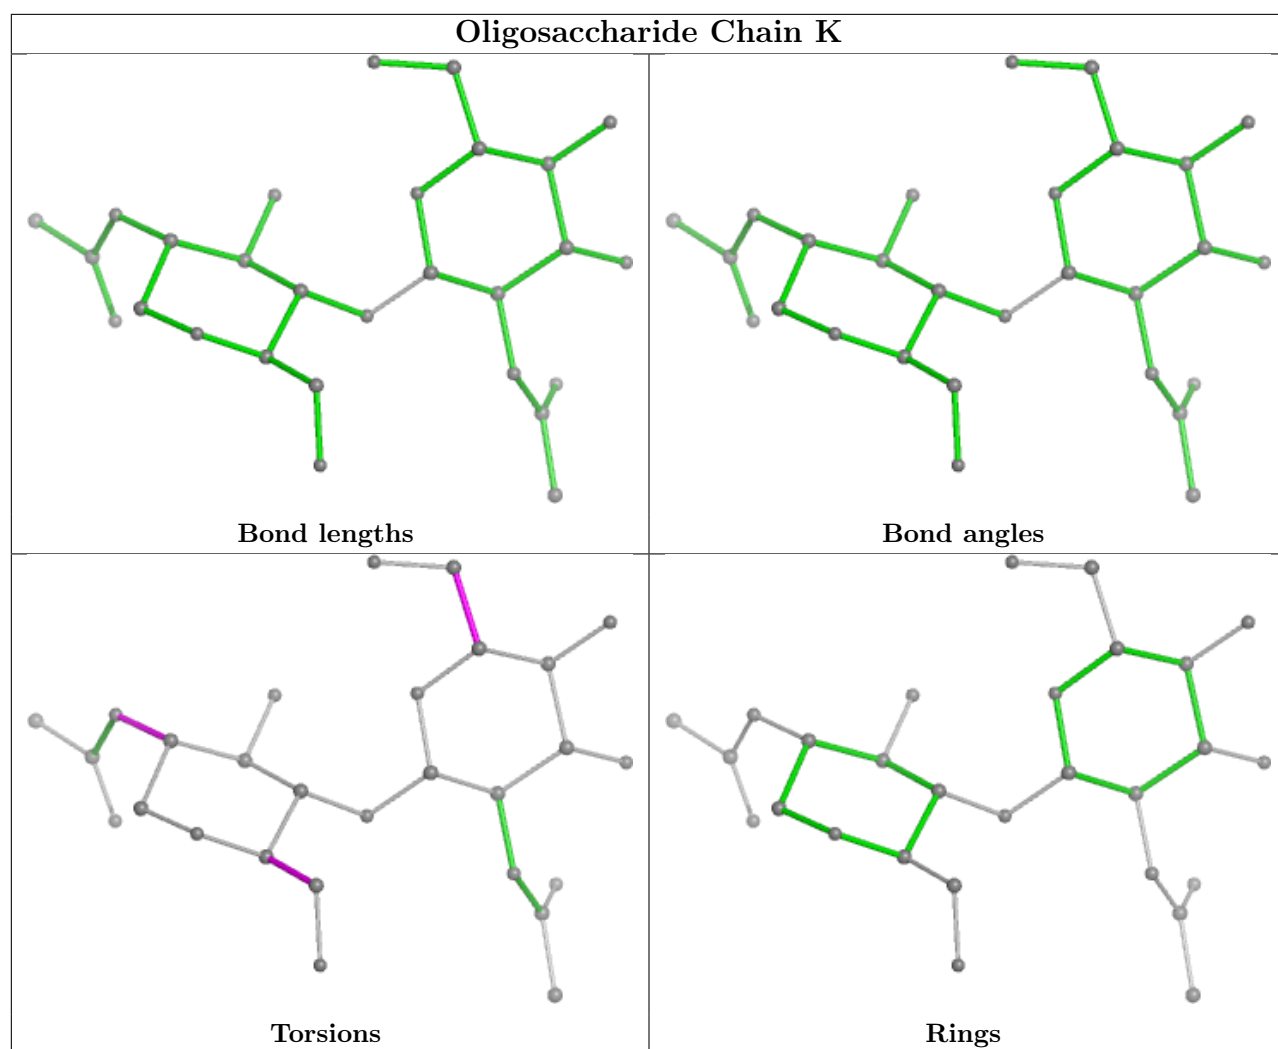 Oligosaccharide Chain K
Bond lengths
Bond angles
Torsions
Rings